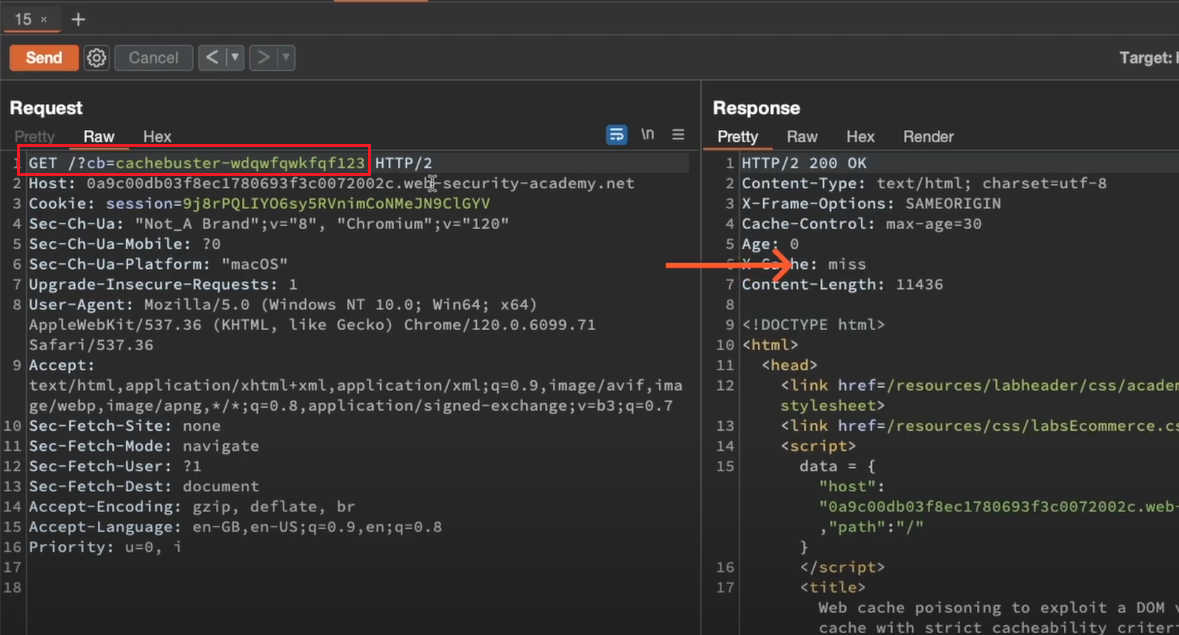 15 × +
Send Cancel < ▼ > ▼
Target:
Request
Pretty Raw Hex \n
1 GET /?cb=cachebuster-wdqwfqwkfqf123 HTTP/2
2 Host: 0a9c00db03f8ec1780693f3c0072002c.web-security-academy.net
3 Cookie: session=9j8rPQLIYO6sy5RVnimCoNMeJN9ClGYV
4 Sec-Ch-Ua: "Not_A Brand";v="8", "Chromium";v="120"
5 Sec-Ch-Ua-Mobile: ?0
6 Sec-Ch-Ua-Platform: "macOS"
7 Upgrade-Insecure-Requests: 1
8 User-Agent: Mozilla/5.0 (Windows NT 10.0; Win64; x64)
AppleWebKit/537.36 (KHTML, like Gecko) Chrome/120.0.6099.71
Safari/537.36
9 Accept:
text/html,application/xhtml+xml,application/xml;q=0.9,image/avif,ima
ge/webp,image/apng,*/*;q=0.8,application/signed-exchange;v=b3;q=0.7
10 Sec-Fetch-Site: none
11 Sec-Fetch-Mode: navigate
12 Sec-Fetch-User: ?1
13 Sec-Fetch-Dest: document
14 Accept-Encoding: gzip, deflate, br
15 Accept-Language: en-GB,en-US;q=0.9,en;q=0.8
16 Priority: u=0, i
17
18
Response
Pretty Raw Hex Render
1 HTTP/2 200 OK
2 Content-Type: text/html; charset=utf-8
3 X-Frame-Options: SAMEORIGIN
4 Cache-Control: max-age=30
5 Age: 0
6 X-Cache: miss
7 Content-Length: 11436
8
9 <!DOCTYPE html>
10 <html>
11 <head>
12 <link href=/resources/labheader/css/acade
stylesheet>
13 <link href=/resources/css/labsEcommerce.cs
14 <script>
15 data = {
"host":
"0a9c00db03f8ec1780693f3c0072002c.web-
,"path":"/"
}
16 </script>
17 <title>
Web cache poisoning to exploit a DOM v
cache with strict cacheability criter